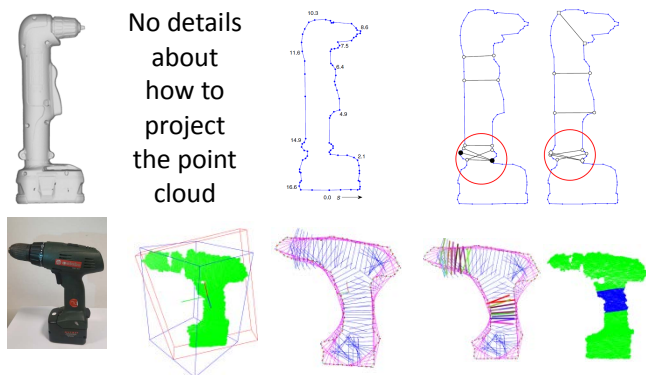 No details
about
how to
project
the point
cloud
10.3
8.6
7.5
11.6
6.4
4.9
14.9
2.1
16.6
0.0 s